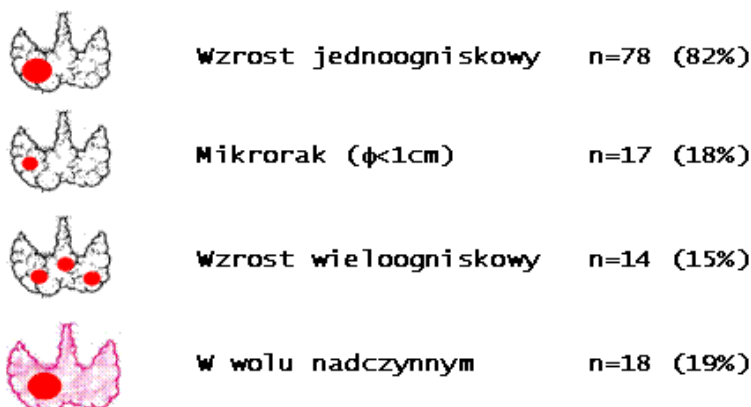 Wzrost jednoogniskowy n=78 (82%)
Mikrorak (ϕ<1cm) n=17 (18%)
Wzrost wieloogniskowy n=14 (15%)
W wolu nadczynnym n=18 (19%)